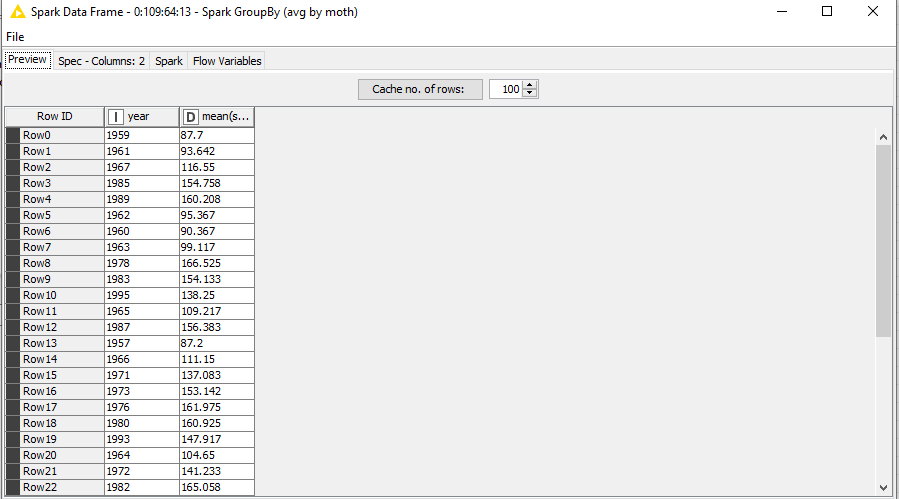 Spark Data Frame - 0:109:64:13 - Spark GroupBy (avg by moth)
File
Preview Spec - Columns: 2 Spark Flow Variables
Cache no. of rows: 100
Row ID I year D mean(s...
Row0 1959 87.7
Row1 1961 93.642
Row2 1967 116.55
Row3 1985 154.758
Row4 1989 160.208
Row5 1962 95.367
Row6 1960 90.367
Row7 1963 99.117
Row8 1978 166.525
Row9 1983 154.133
Row10 1995 138.25
Row11 1965 109.217
Row12 1987 156.383
Row13 1957 87.2
Row14 1966 111.15
Row15 1971 137.083
Row16 1973 153.142
Row17 1976 161.975
Row18 1980 160.925
Row19 1993 147.917
Row20 1964 104.65
Row21 1972 141.233
Row22 1982 165.058